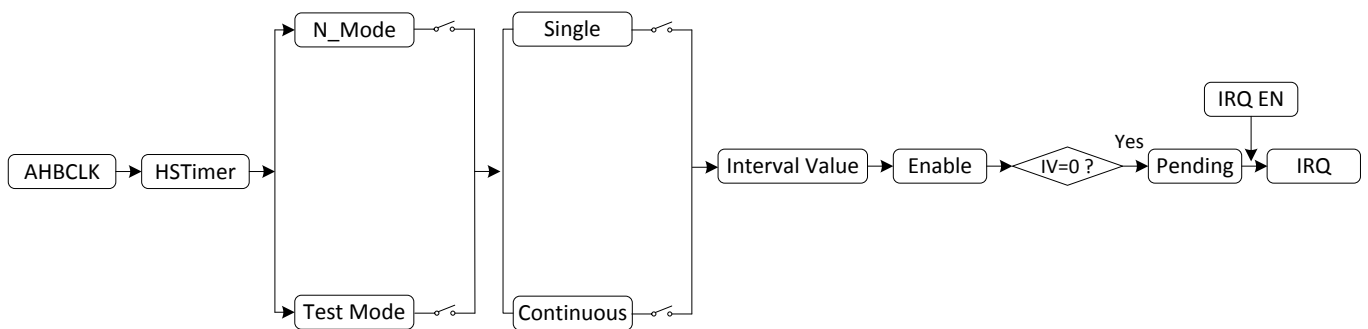 N_Mode
Single
IRQ EN
Yes
AHBCLK
HSTimer
Interval Value
Enable
IV=0 ?
Pending
IRQ
Test Mode
Continuous